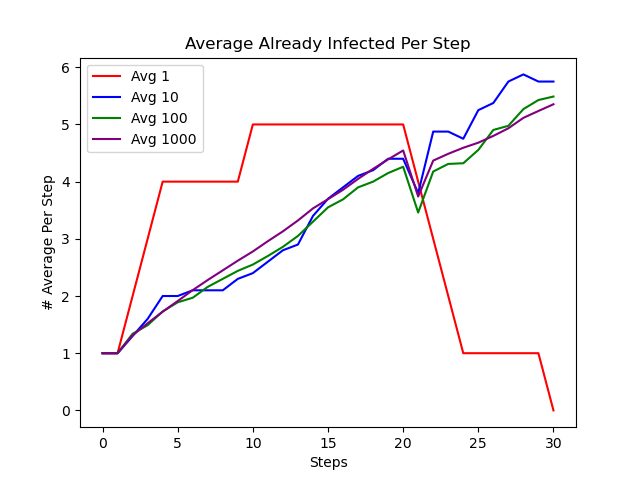 Average Already Infected Per Step
# Average Per Step
6
5
4
3
2
1
0
Avg 1
Avg 10
Avg 100
Avg 1000
0 5 10 15 20 25 30
Steps